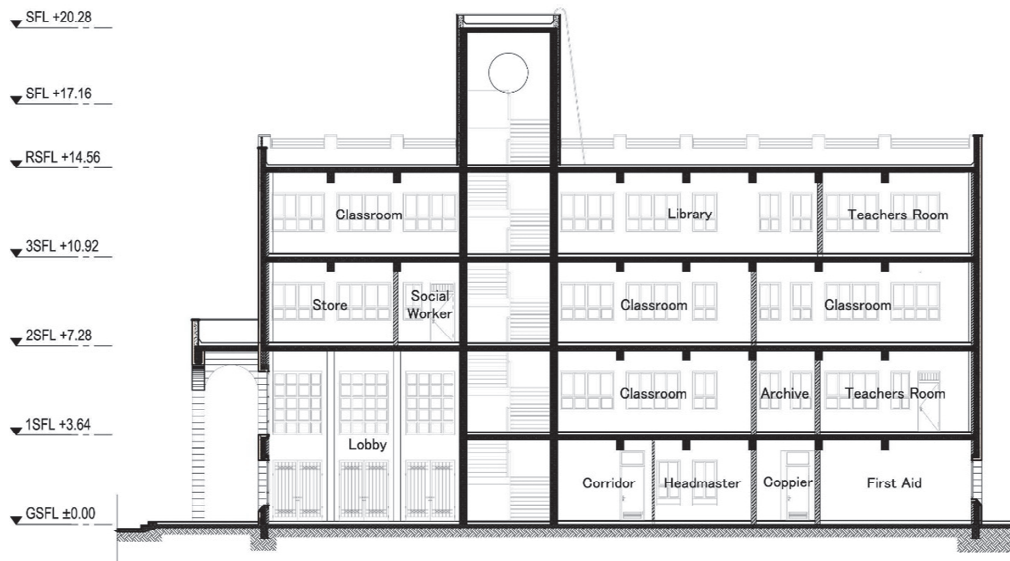 SFL +20.28
SFL +17.16
RSFL +14.56
Classroom
Library
Teachers Room
3SFL +10.92
Store
Social
Worker
Classroom
Classroom
2SFL +7.28
Classroom
Archive
Teachers Room
1SFL +3.64
Lobby
Corridor
Headmaster
Coppier
First Aid
GSFL ±0.00